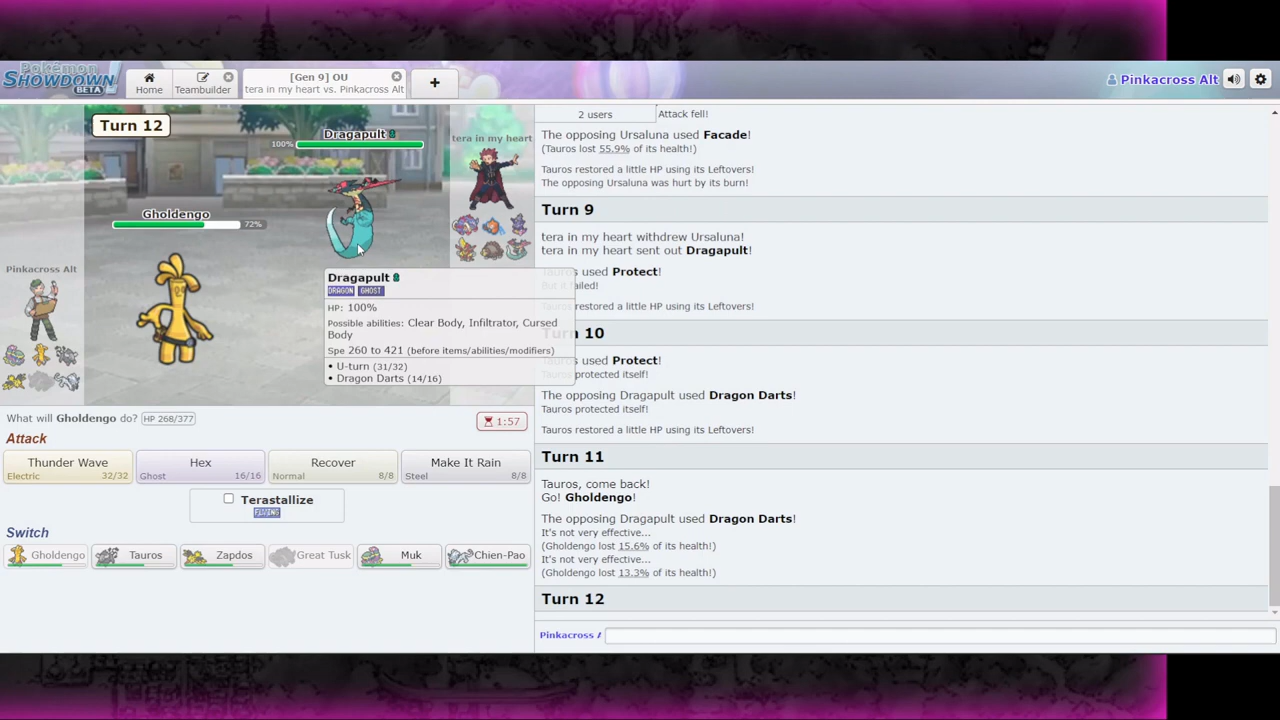 Pokémon
SHOWDOWN
BETA
Home
Teambuilder
[Gen 9] OU
tera in my heart vs. Pinkacross Alt
+
Pinkacross Alt
Turn 12
Dragapult
100%
tera in my heart
Gholdengo
72%
Pinkacross Alt
Dragapult
DRAGON GHOST
HP: 100%
Possible abilities: Clear Body, Infiltrator, Cursed
Body
Spe 260 to 421 (before items/abilities/modifiers)
• U-turn (31/32)
• Dragon Darts (14/16)
What will Gholdengo do? HP 268/377
1:57
Attack
Thunder Wave
Electric 32/32
Hex
Ghost 16/16
Recover
Normal 8/8
Make It Rain
Steel 8/8
Terastallize
FLYING
Switch
Gholdengo
Tauros
Zapdos
Great Tusk
Muk
Chien-Pao
2 users
Attack fell!
The opposing Ursaluna used Facade!
(Tauros lost 55.9% of its health!)
Tauros restored a little HP using its Leftovers!
The opposing Ursaluna was hurt by its burn!
Turn 9
tera in my heart withdrew Ursaluna!
tera in my heart sent out Dragapult!
Tauros used Protect!
failed!
Tauros restored a little HP using its Leftovers!
10
used Protect!
Tauros protected itself!
The opposing Dragapult used Dragon Darts!
Tauros protected itself!
Tauros restored a little HP using its Leftovers!
Turn 11
Tauros, come back!
Go! Gholdengo!
The opposing Dragapult used Dragon Darts!
It's not very effective...
(Gholdengo lost 15.6% of its health!)
It's not very effective...
(Gholdengo lost 13.3% of its health!)
Turn 12
Pinkacross